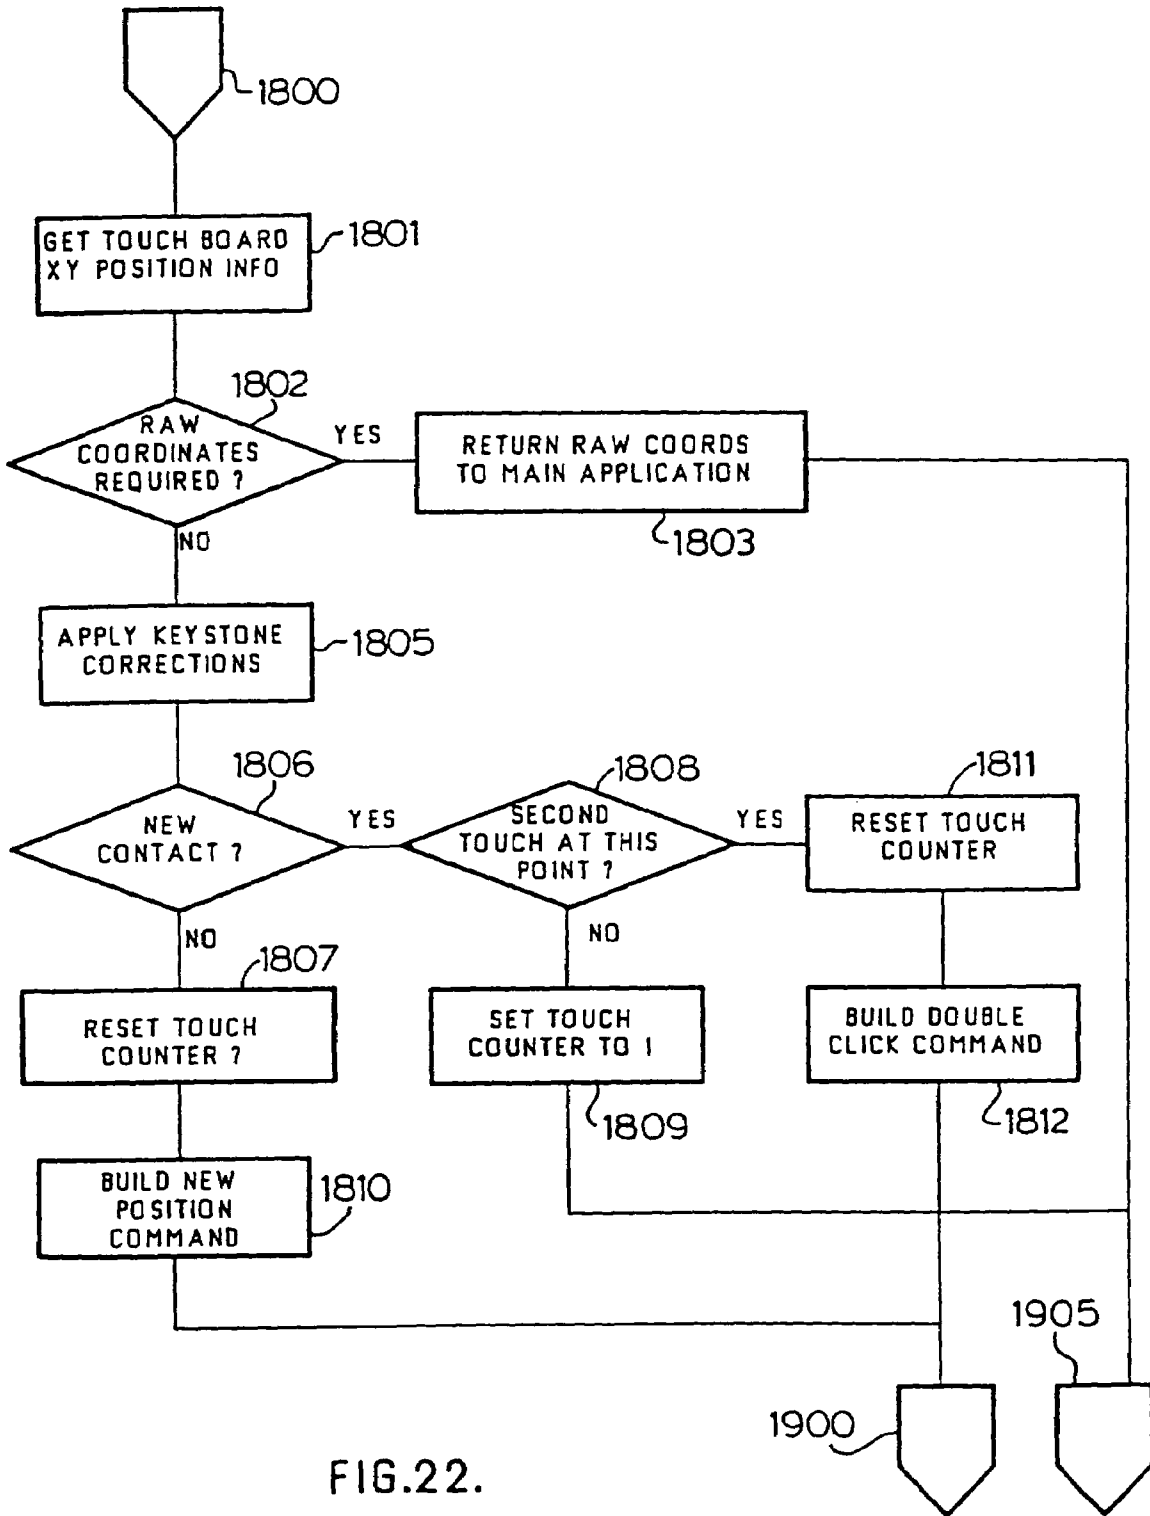 1800
GET TOUCH BOARD
XY POSITION INFO
1801
1802
RAW
COORDINATES
REQUIRED ?
YES
RETURN RAW COORDS
TO MAIN APPLICATION
1803
NO
APPLY KEYSTONE
CORRECTIONS
1805
1806
NEW
CONTACT ?
YES
1808
SECOND
TOUCH AT THIS
POINT ?
YES
1811
RESET TOUCH
COUNTER
NO
1807
RESET TOUCH
COUNTER ?
NO
SET TOUCH
COUNTER TO 1
1809
BUILD DOUBLE
CLICK COMMAND
1812
BUILD NEW
POSITION
COMMAND
1810
1900
1905
FIG.22.